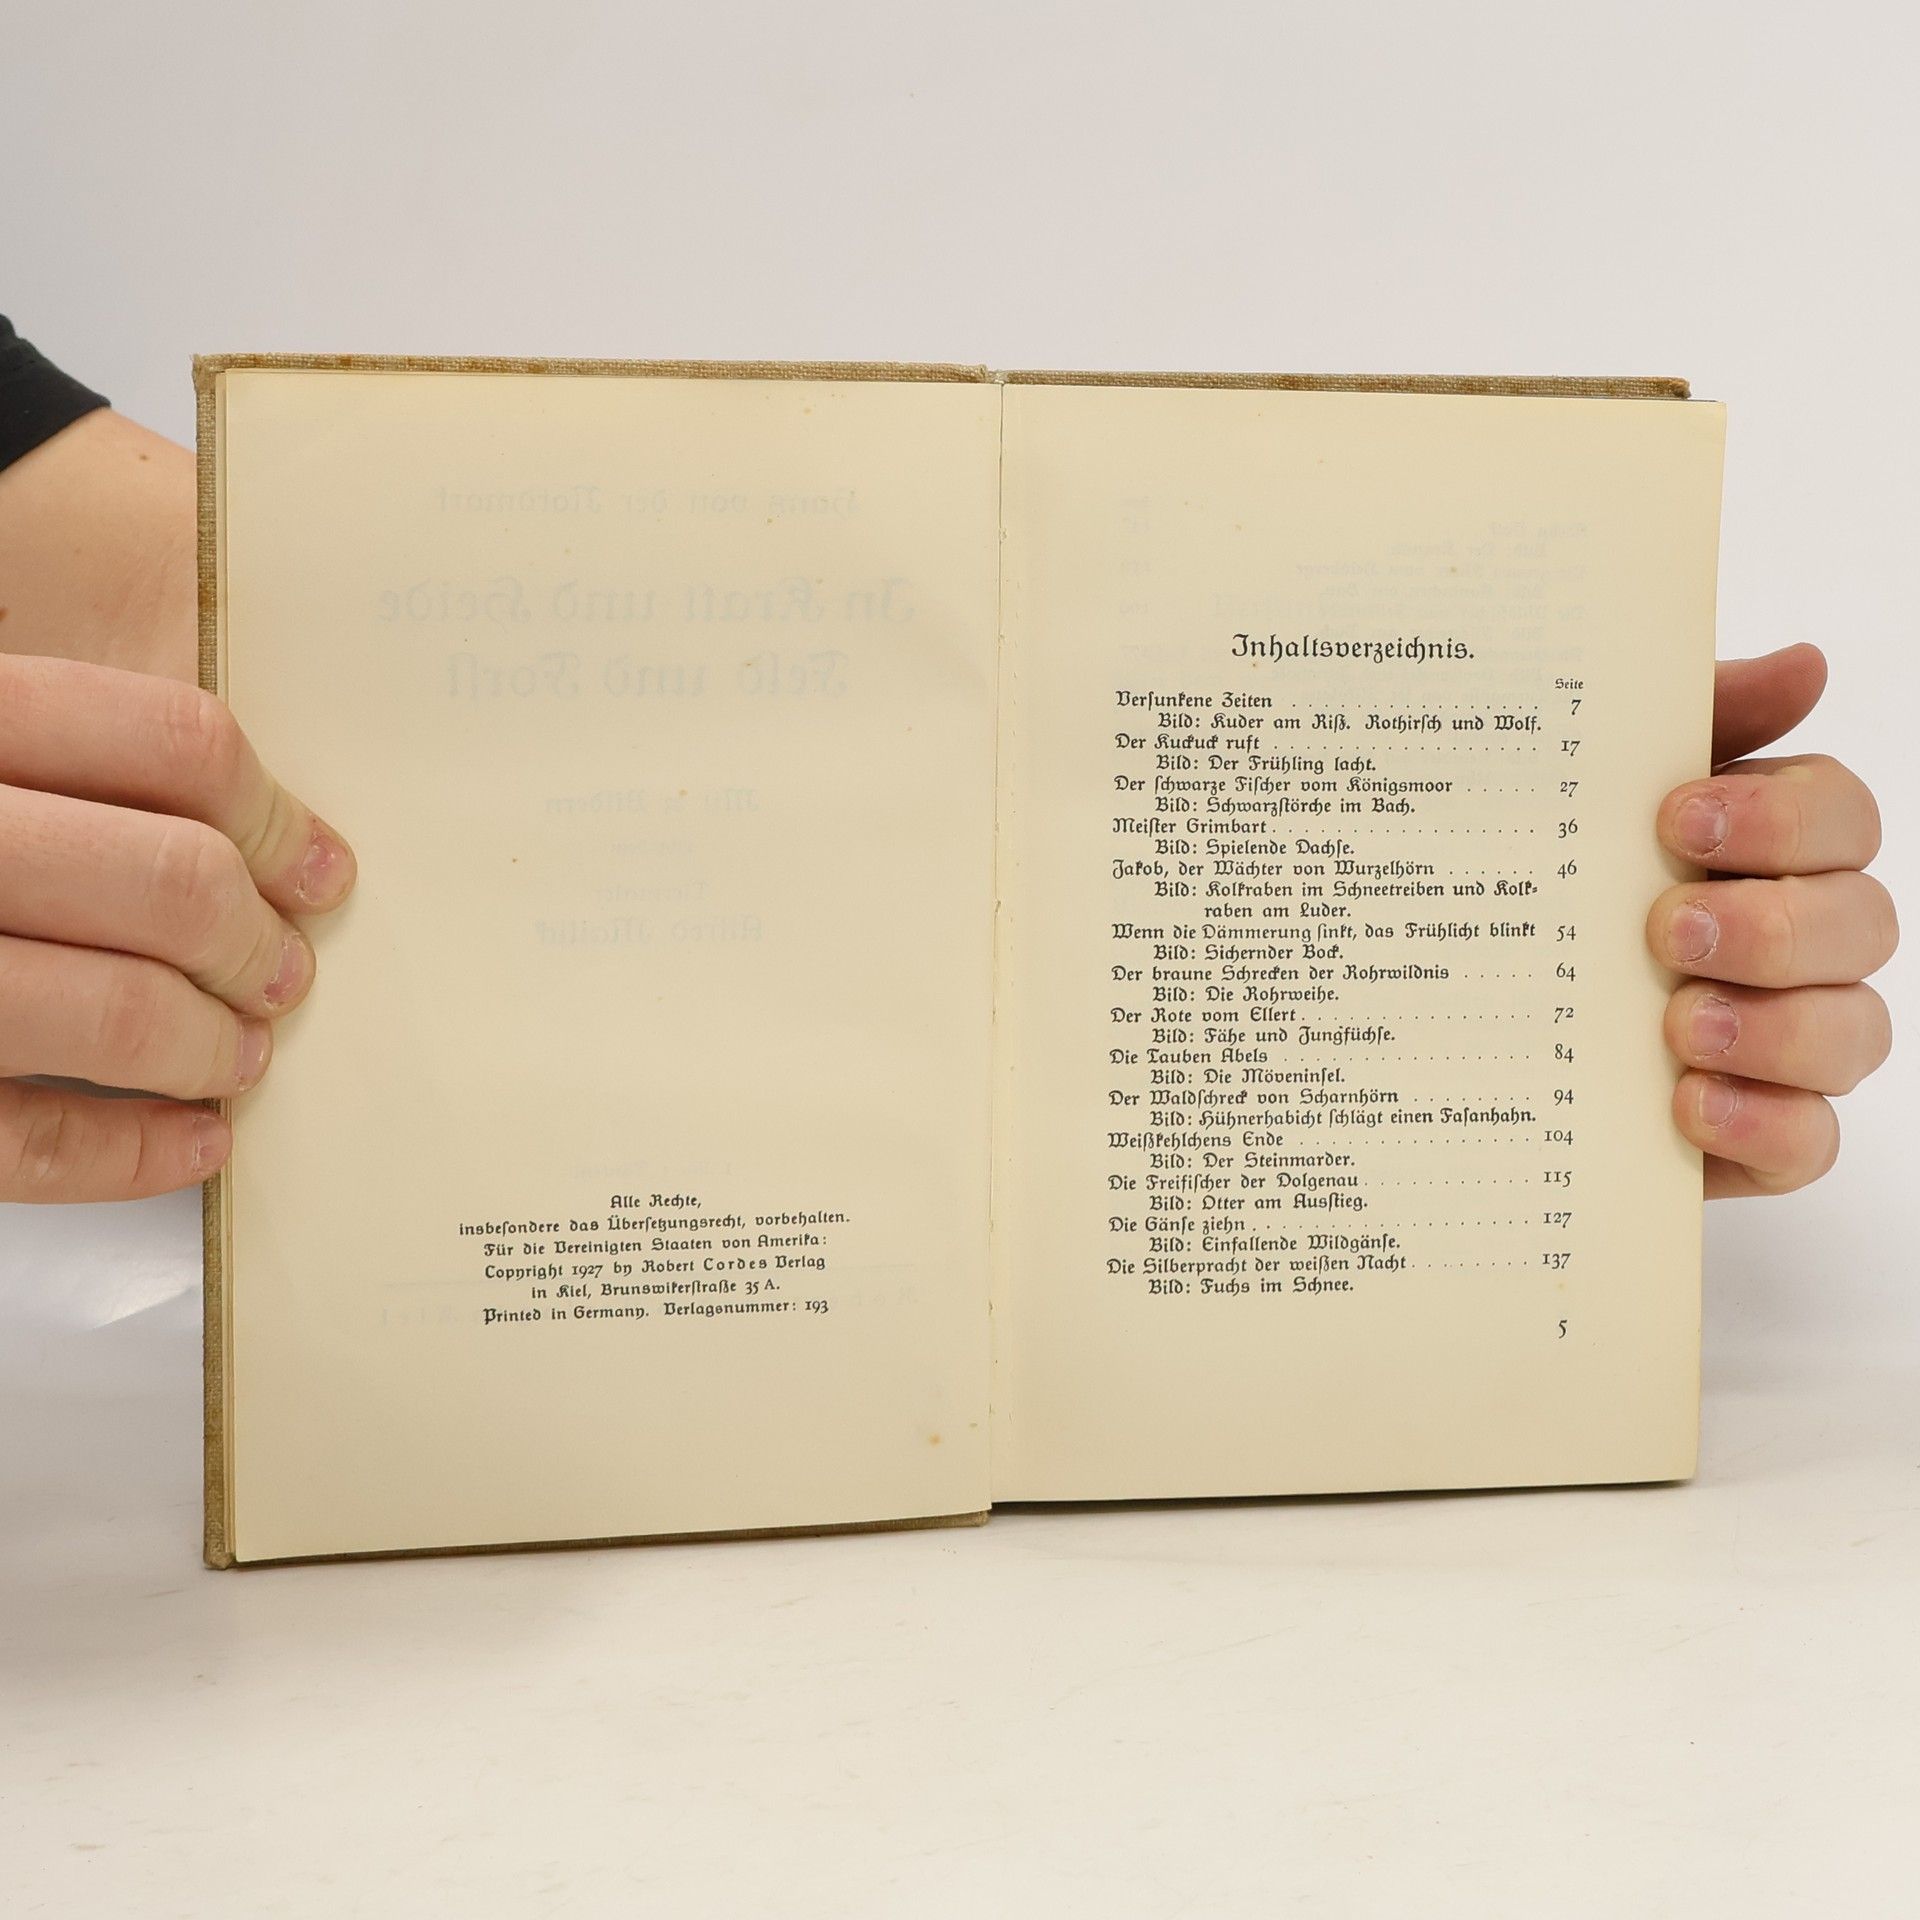 Alle Rechte,
insbesondere das Übersetzungsrecht, vorbehalten.
Für die Vereinigten Staaten von Amerika:
Copyright 1927 by Robert Cordes Verlag
in Kiel, Brunswikerstraße 35 A.
Printed in Germany. Verlagsnummer: 193
Inhaltsverzeichnis.
Seite
Versunkene Zeiten . . . . . . . . . . . . . . . . 7
Bild: Kuder am Riß. Rothirsch und Wolf.
Der Kuckuck ruft . . . . . . . . . . . . . . . . . 17
Bild: Der Frühling lacht.
Der schwarze Fischer vom Königsmoor . . . . . 27
Bild: Schwarzstörche im Bach.
Meister Grimbart . . . . . . . . . . . . . . . . . 36
Bild: Spielende Dachse.
Jakob, der Wächter von Wurzelhörn . . . . . . 46
Bild: Kolkraben im Schneetreiben und Kolk-
raben am Luder.
Wenn die Dämmerung sinkt, das Frühlicht blinkt 54
Bild: Sichernder Bock.
Der braune Schrecken der Rohrwildnis . . . . . 64
Bild: Die Rohrweihe.
Der Rote vom Ellert . . . . . . . . . . . . . . . 72
Bild: Fähe und Jungfüchse.
Die Tauben Abels . . . . . . . . . . . . . . . . 84
Bild: Die Möveninsel.
Der Waldschreck von Scharnhörn . . . . . . . . 94
Bild: Hühnerhabicht schlägt einen Fasanhahn.
Weißkehlchens Ende . . . . . . . . . . . . . . . 104
Bild: Der Steinmarder.
Die Freifischer der Dolgenau . . . . . . . . . . . 115
Bild: Otter am Ausstieg.
Die Gänse ziehn . . . . . . . . . . . . . . . . . . 127
Bild: Einfallende Wildgänse.
Die Silberpracht der weißen Nacht . . . . . . . . 137
Bild: Fuchs im Schnee.
5